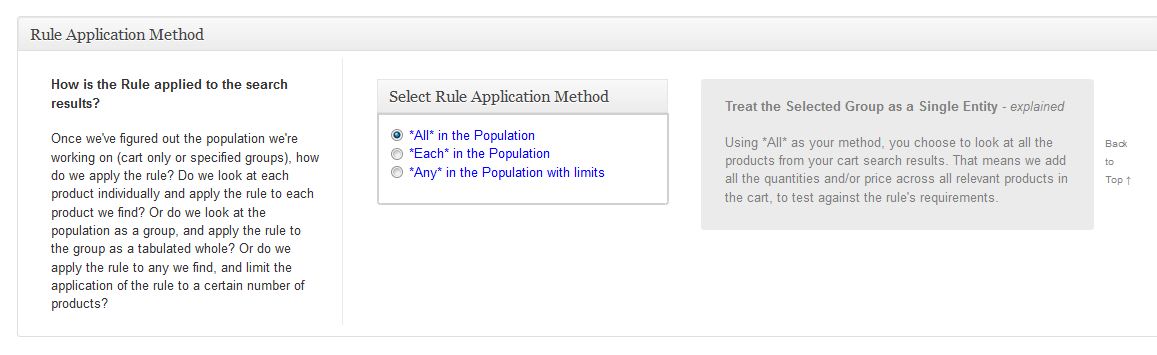 Rule Application Method
How is the Rule applied to the search
results?
Once we've figured out the population we're
working on (cart only or specified groups), how
do we apply the rule? Do we look at each
product individually and apply the rule to each
product we find? Or do we look at the
population as a group, and apply the rule to
the group as a tabulated whole? Or do we
apply the rule to any we find, and limit the
application of the rule to a certain number of
products?
Select Rule Application Method
*All* in the Population
*Each* in the Population
*Any* in the Population with limits
Treat the Selected Group as a Single Entity - explained
Using *All* as your method, you choose to look at all the
products from your cart search results. That means we add
all the quantities and/or price across all relevant products in
the cart, to test against the rule's requirements.
Back
to
Top ↑